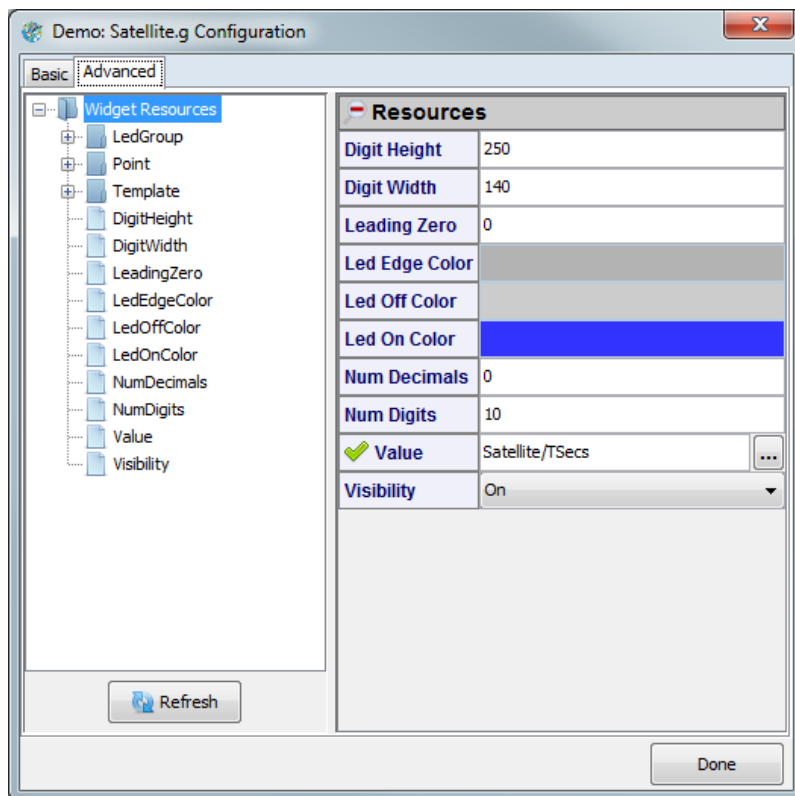 Demo: Satellite.g Configuration
Basic Advanced
Widget Resources
LedGroup
Point
Template
DigitHeight
DigitWidth
LeadingZero
LedEdgeColor
LedOffColor
LedOnColor
NumDecimals
NumDigits
Value
Visibility
Refresh
Resources
Digit Height 250
Digit Width 140
Leading Zero 0
Led Edge Color
Led Off Color
Led On Color
Num Decimals 0
Num Digits 10
Value Satellite/TSecs ...
Visibility On
Done